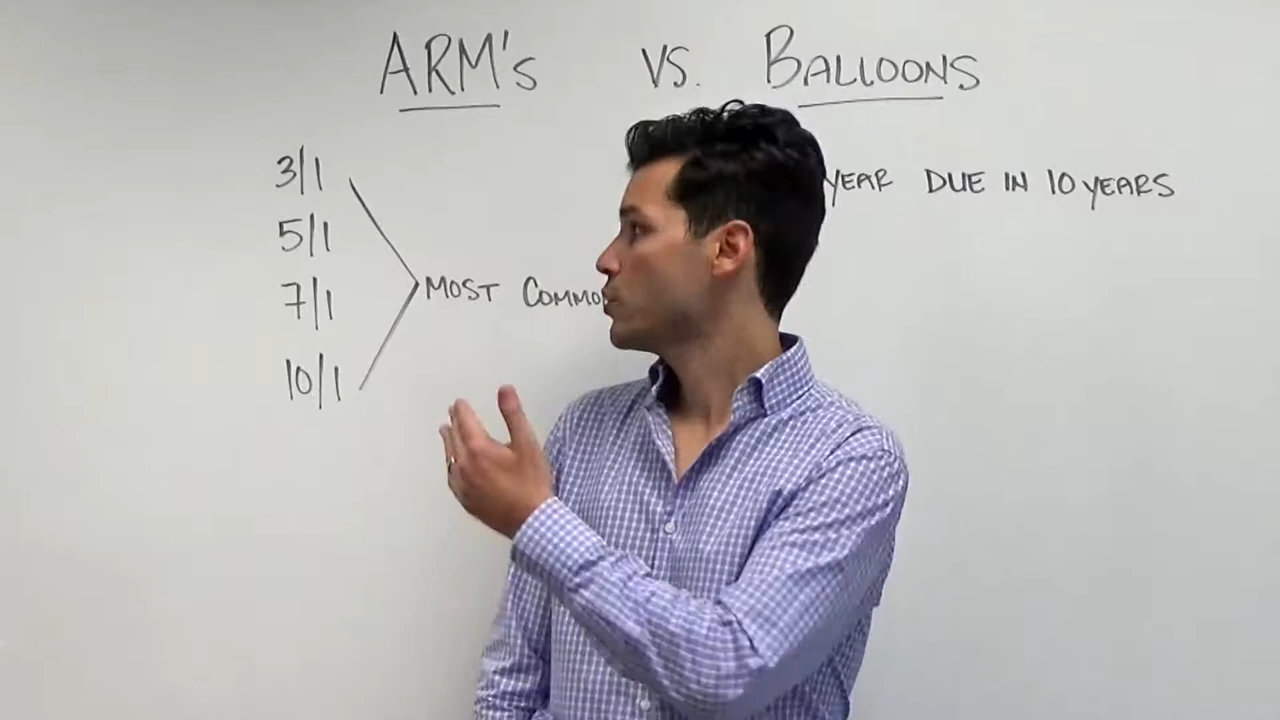 ARM's vs. BALLOONS
3/1
YEAR DUE IN 10 YEARS
5/1
7/1
MOST COMMO
10/1